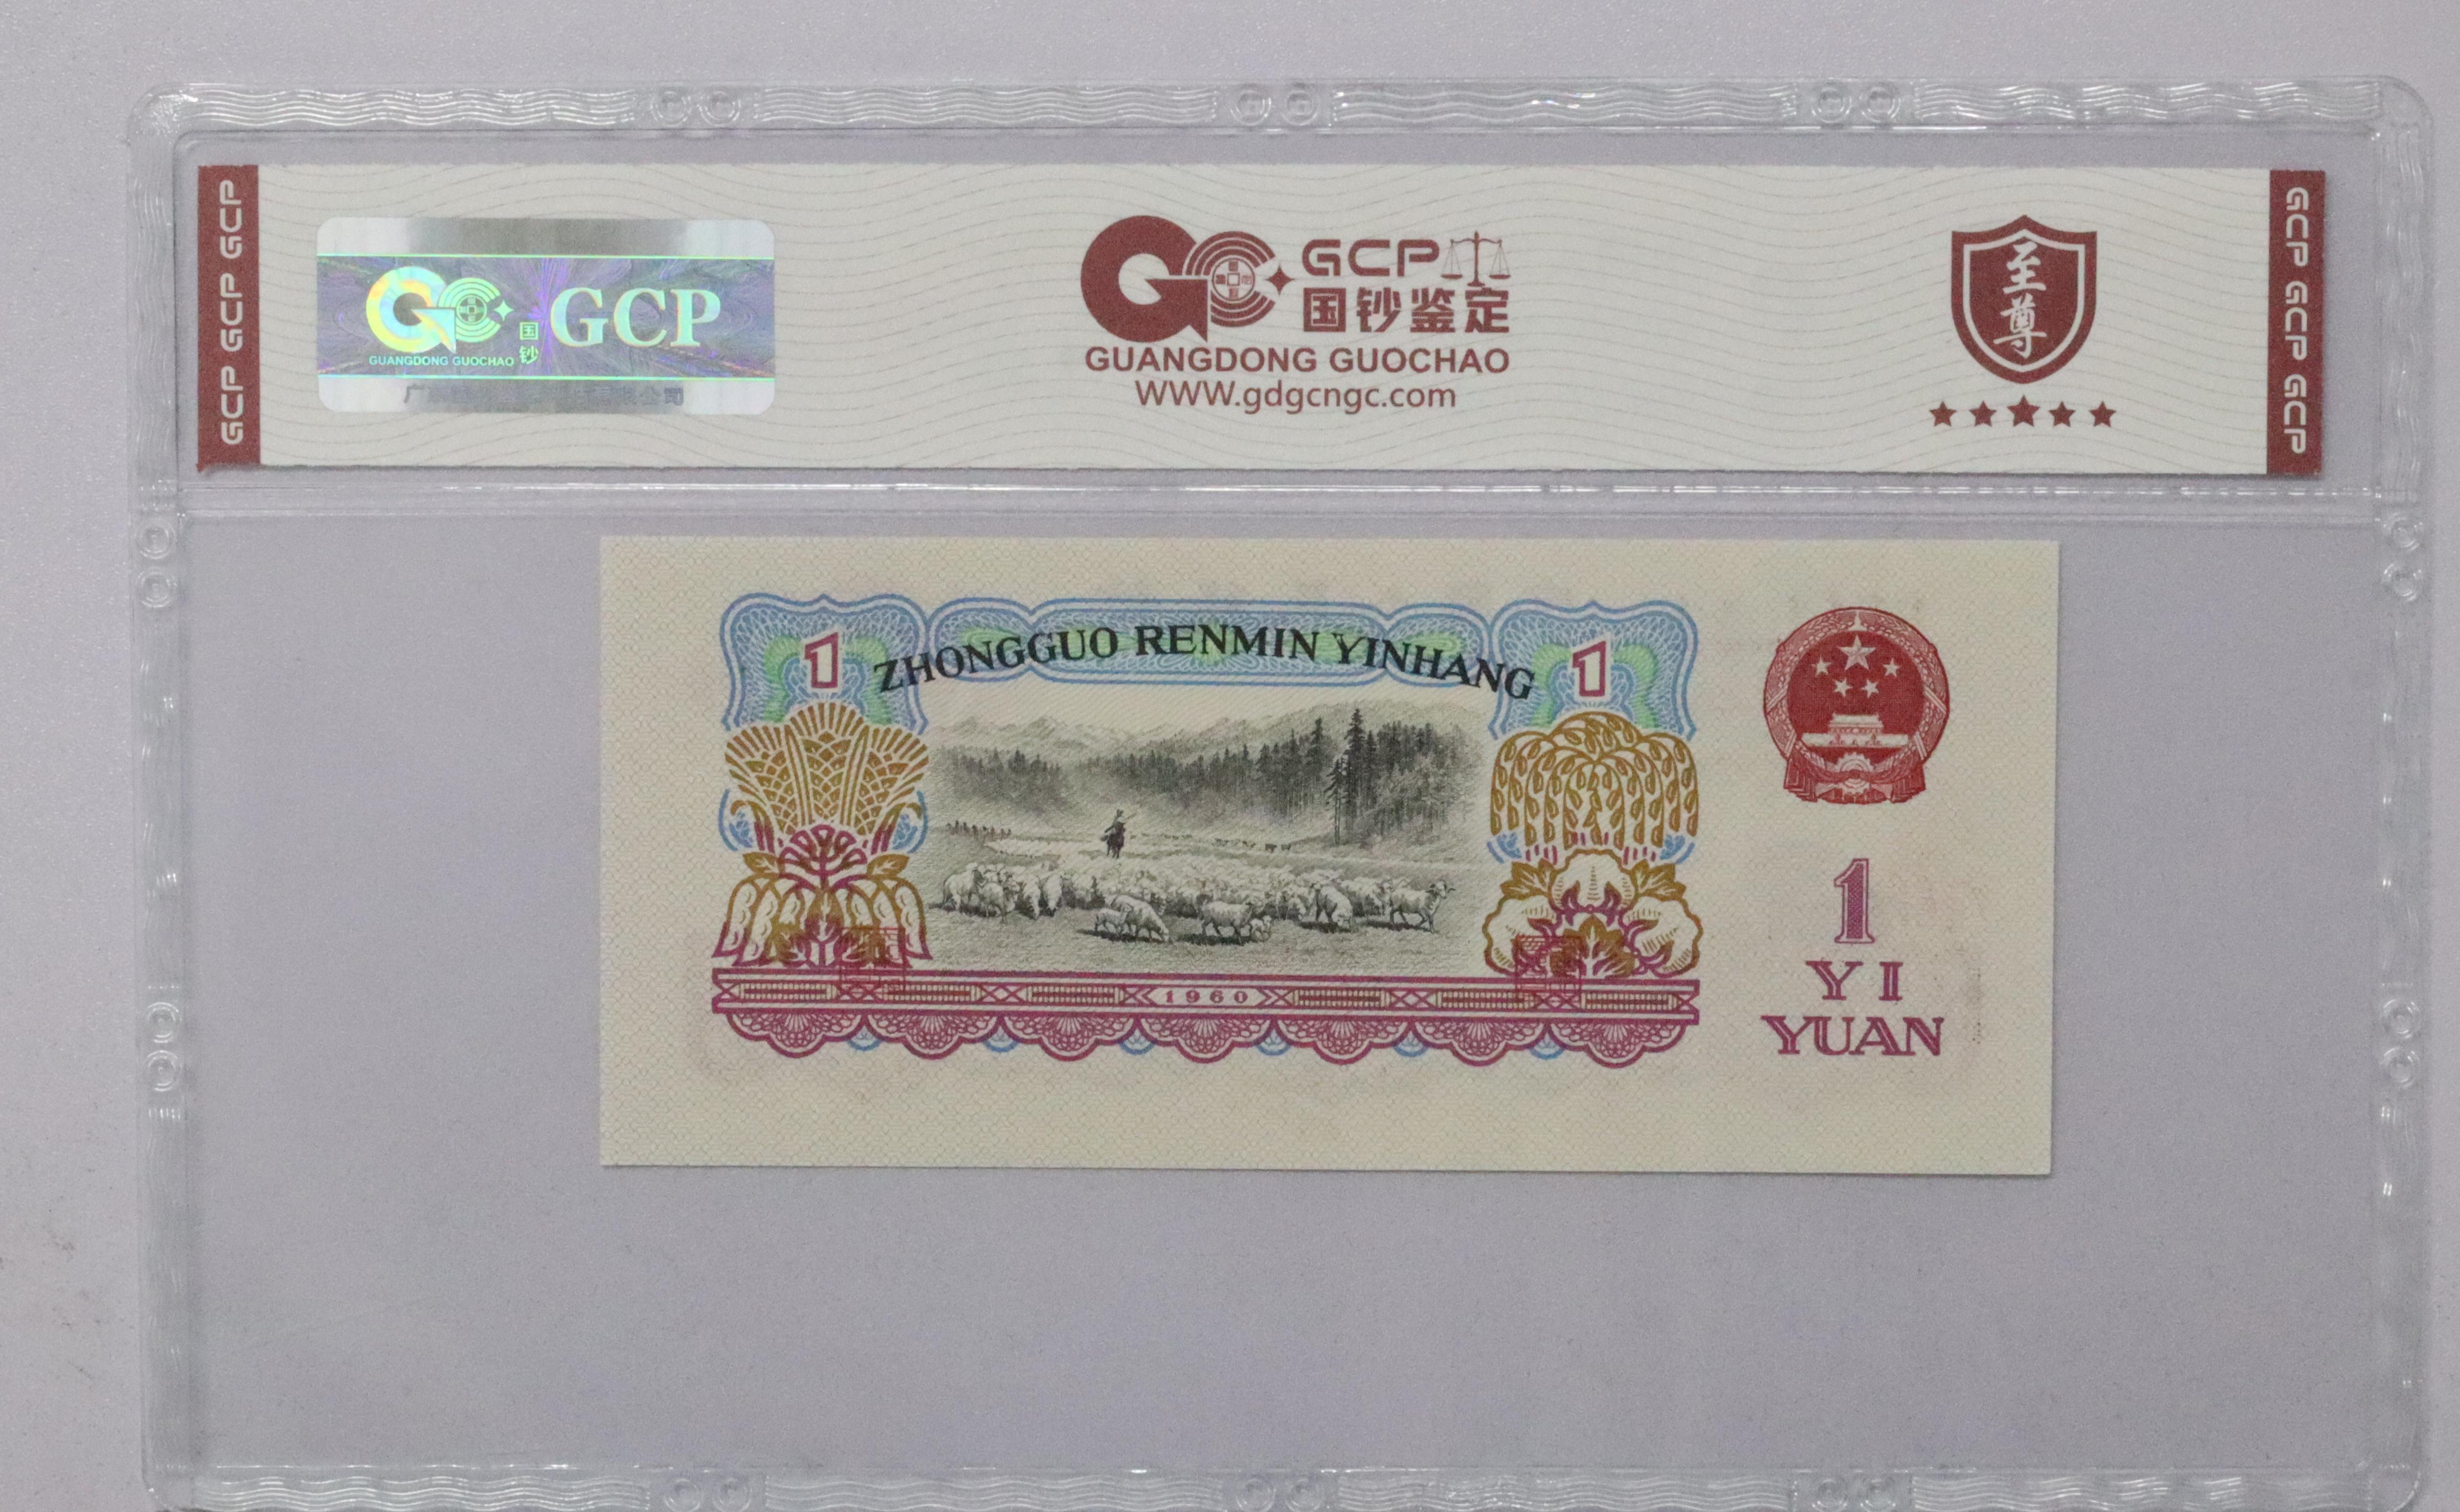 GCP GCP GCP
GUANGDONG GUOCHAO
国钞
GCP
GCP
国钞鉴定
GUANGDONG GUOCHAO
WWW.gdgcngc.com
至尊
GCP GCP GCP
1
ZHONGGUO RENMIN YINHANG
1
1960
1
YI
YUAN